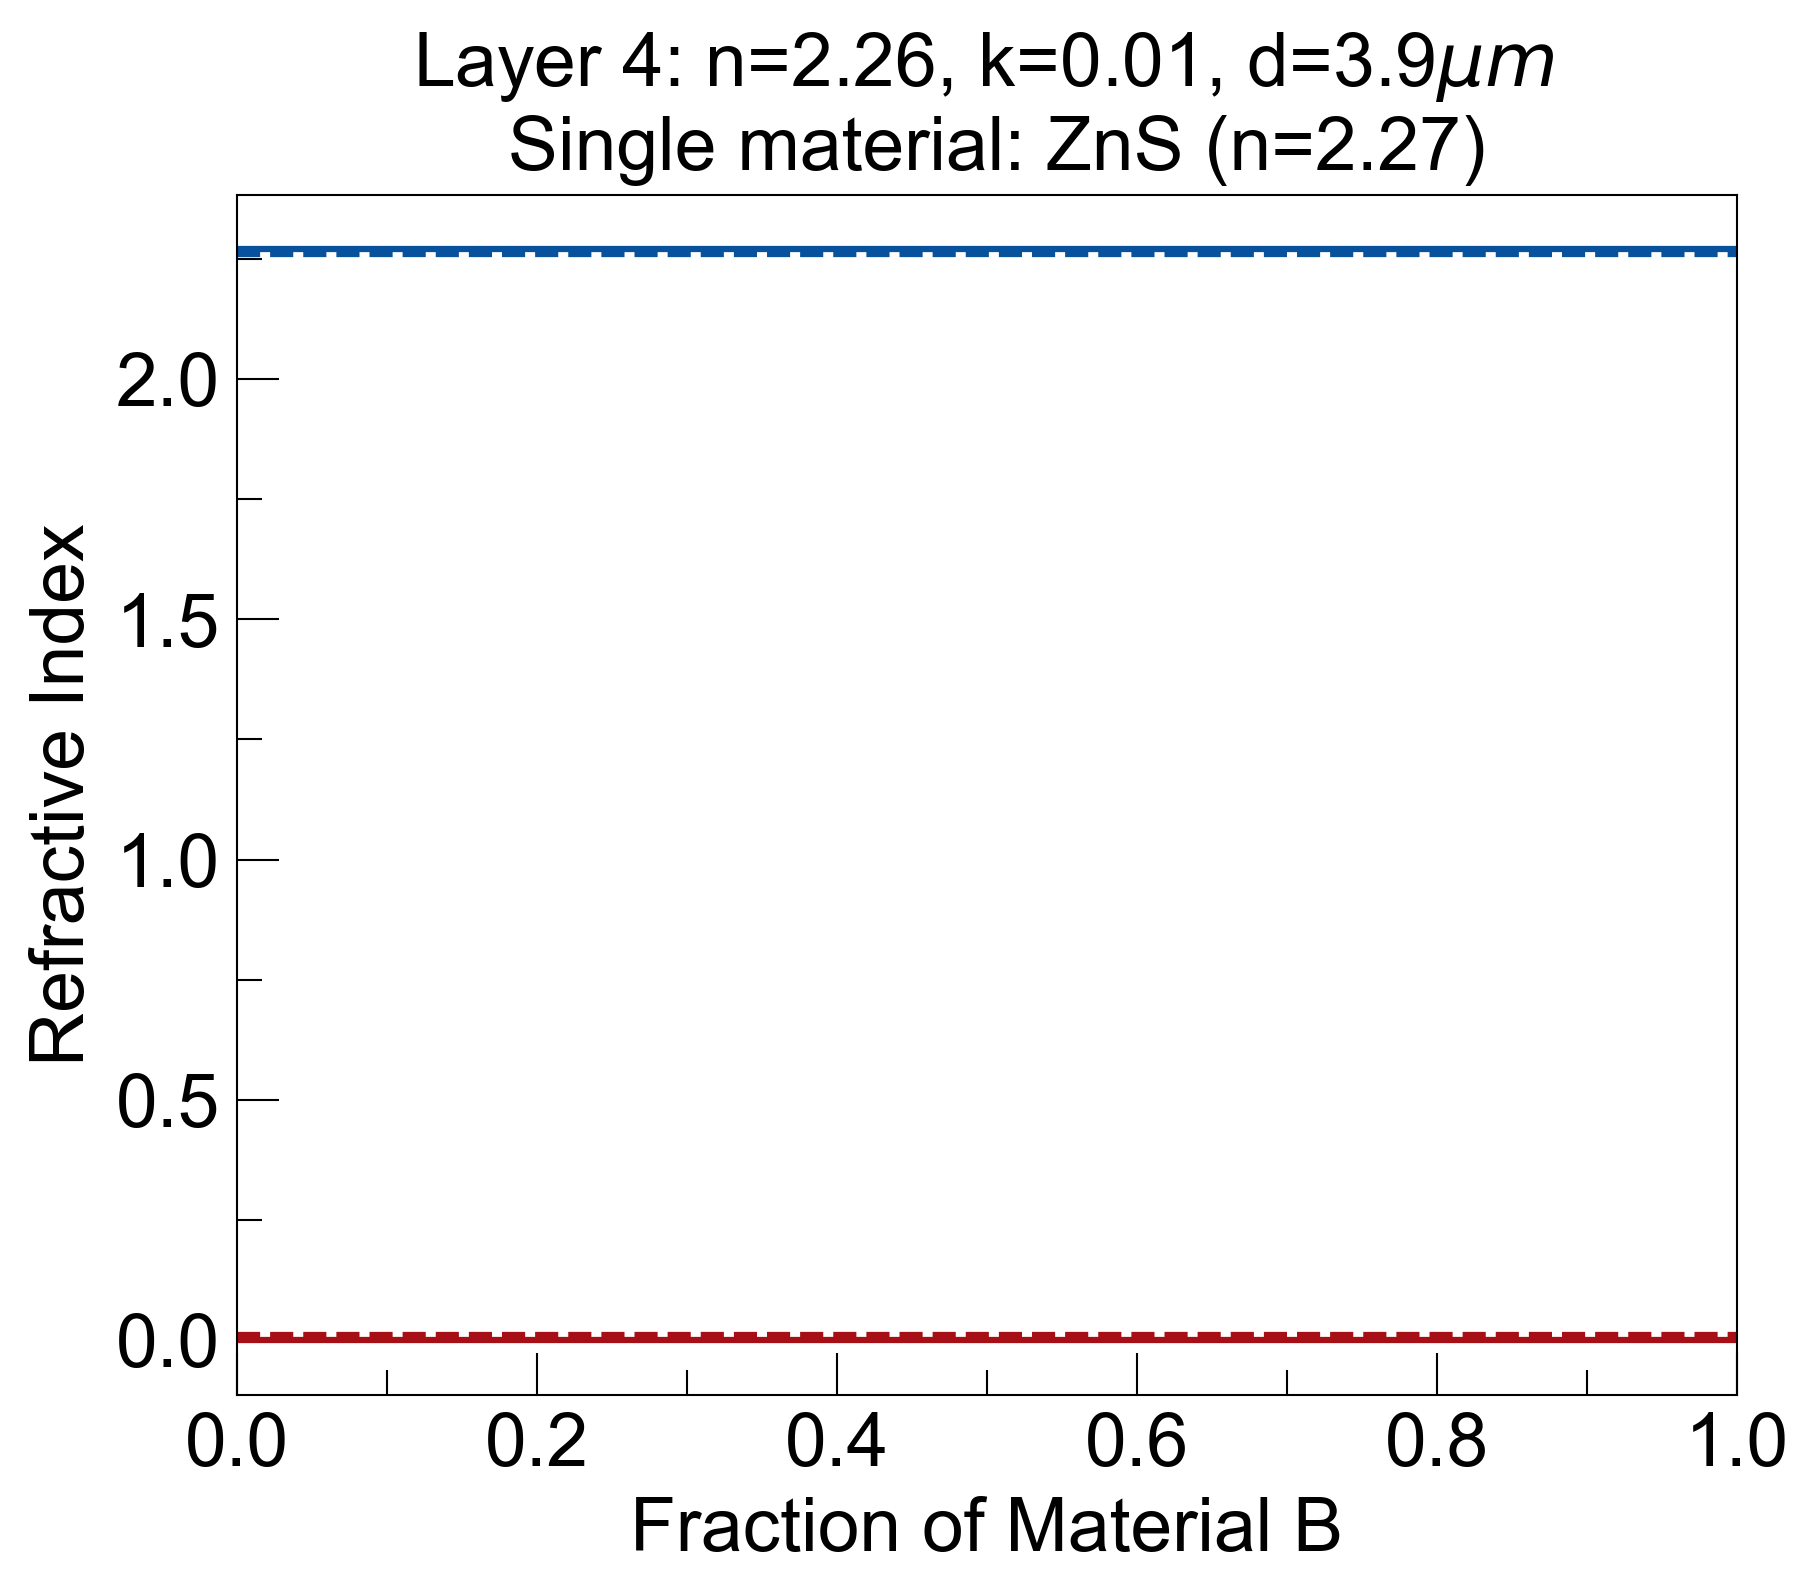 Layer 4: n=2.26, k=0.01, d=3.9μm
Single material: ZnS (n=2.27)
Refractive Index
2.0
1.5
1.0
0.5
0.0
0.0 0.2 0.4 0.6 0.8 1.0
Fraction of Material B